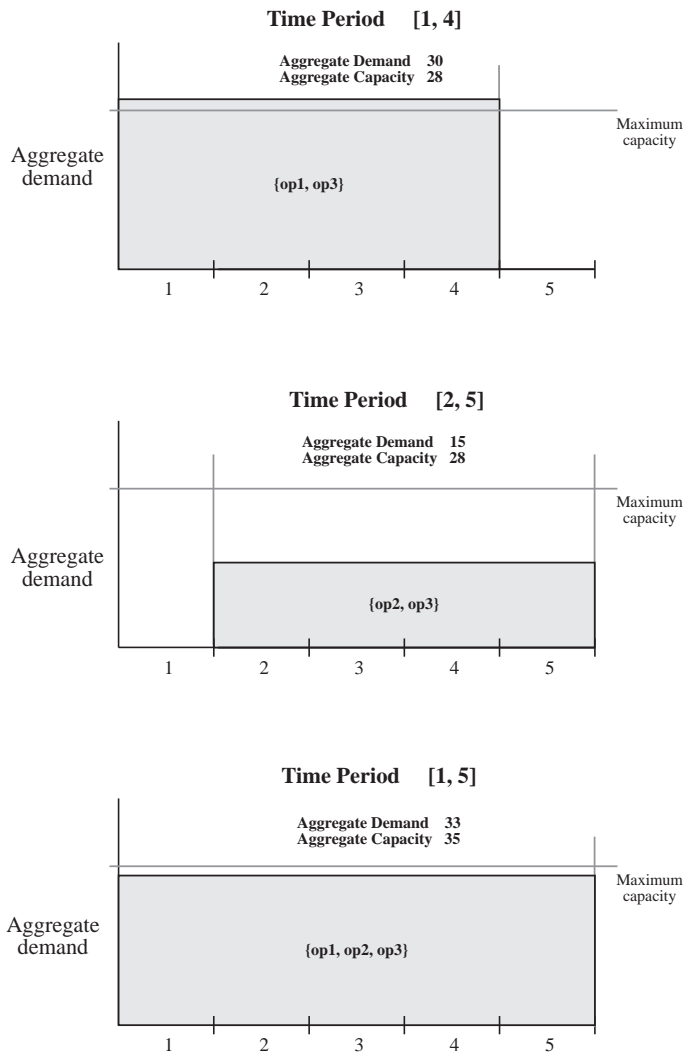 Time Period [1, 4]
Aggregate Demand 30
Aggregate Capacity 28
Maximum
capacity
Aggregate
demand
{op1, op3}
1 2 3 4 5
Time Period [2, 5]
Aggregate Demand 15
Aggregate Capacity 28
Maximum
capacity
Aggregate
demand
{op2, op3}
1 2 3 4 5
Time Period [1, 5]
Aggregate Demand 33
Aggregate Capacity 35
Maximum
capacity
Aggregate
demand
{op1, op2, op3}
1 2 3 4 5